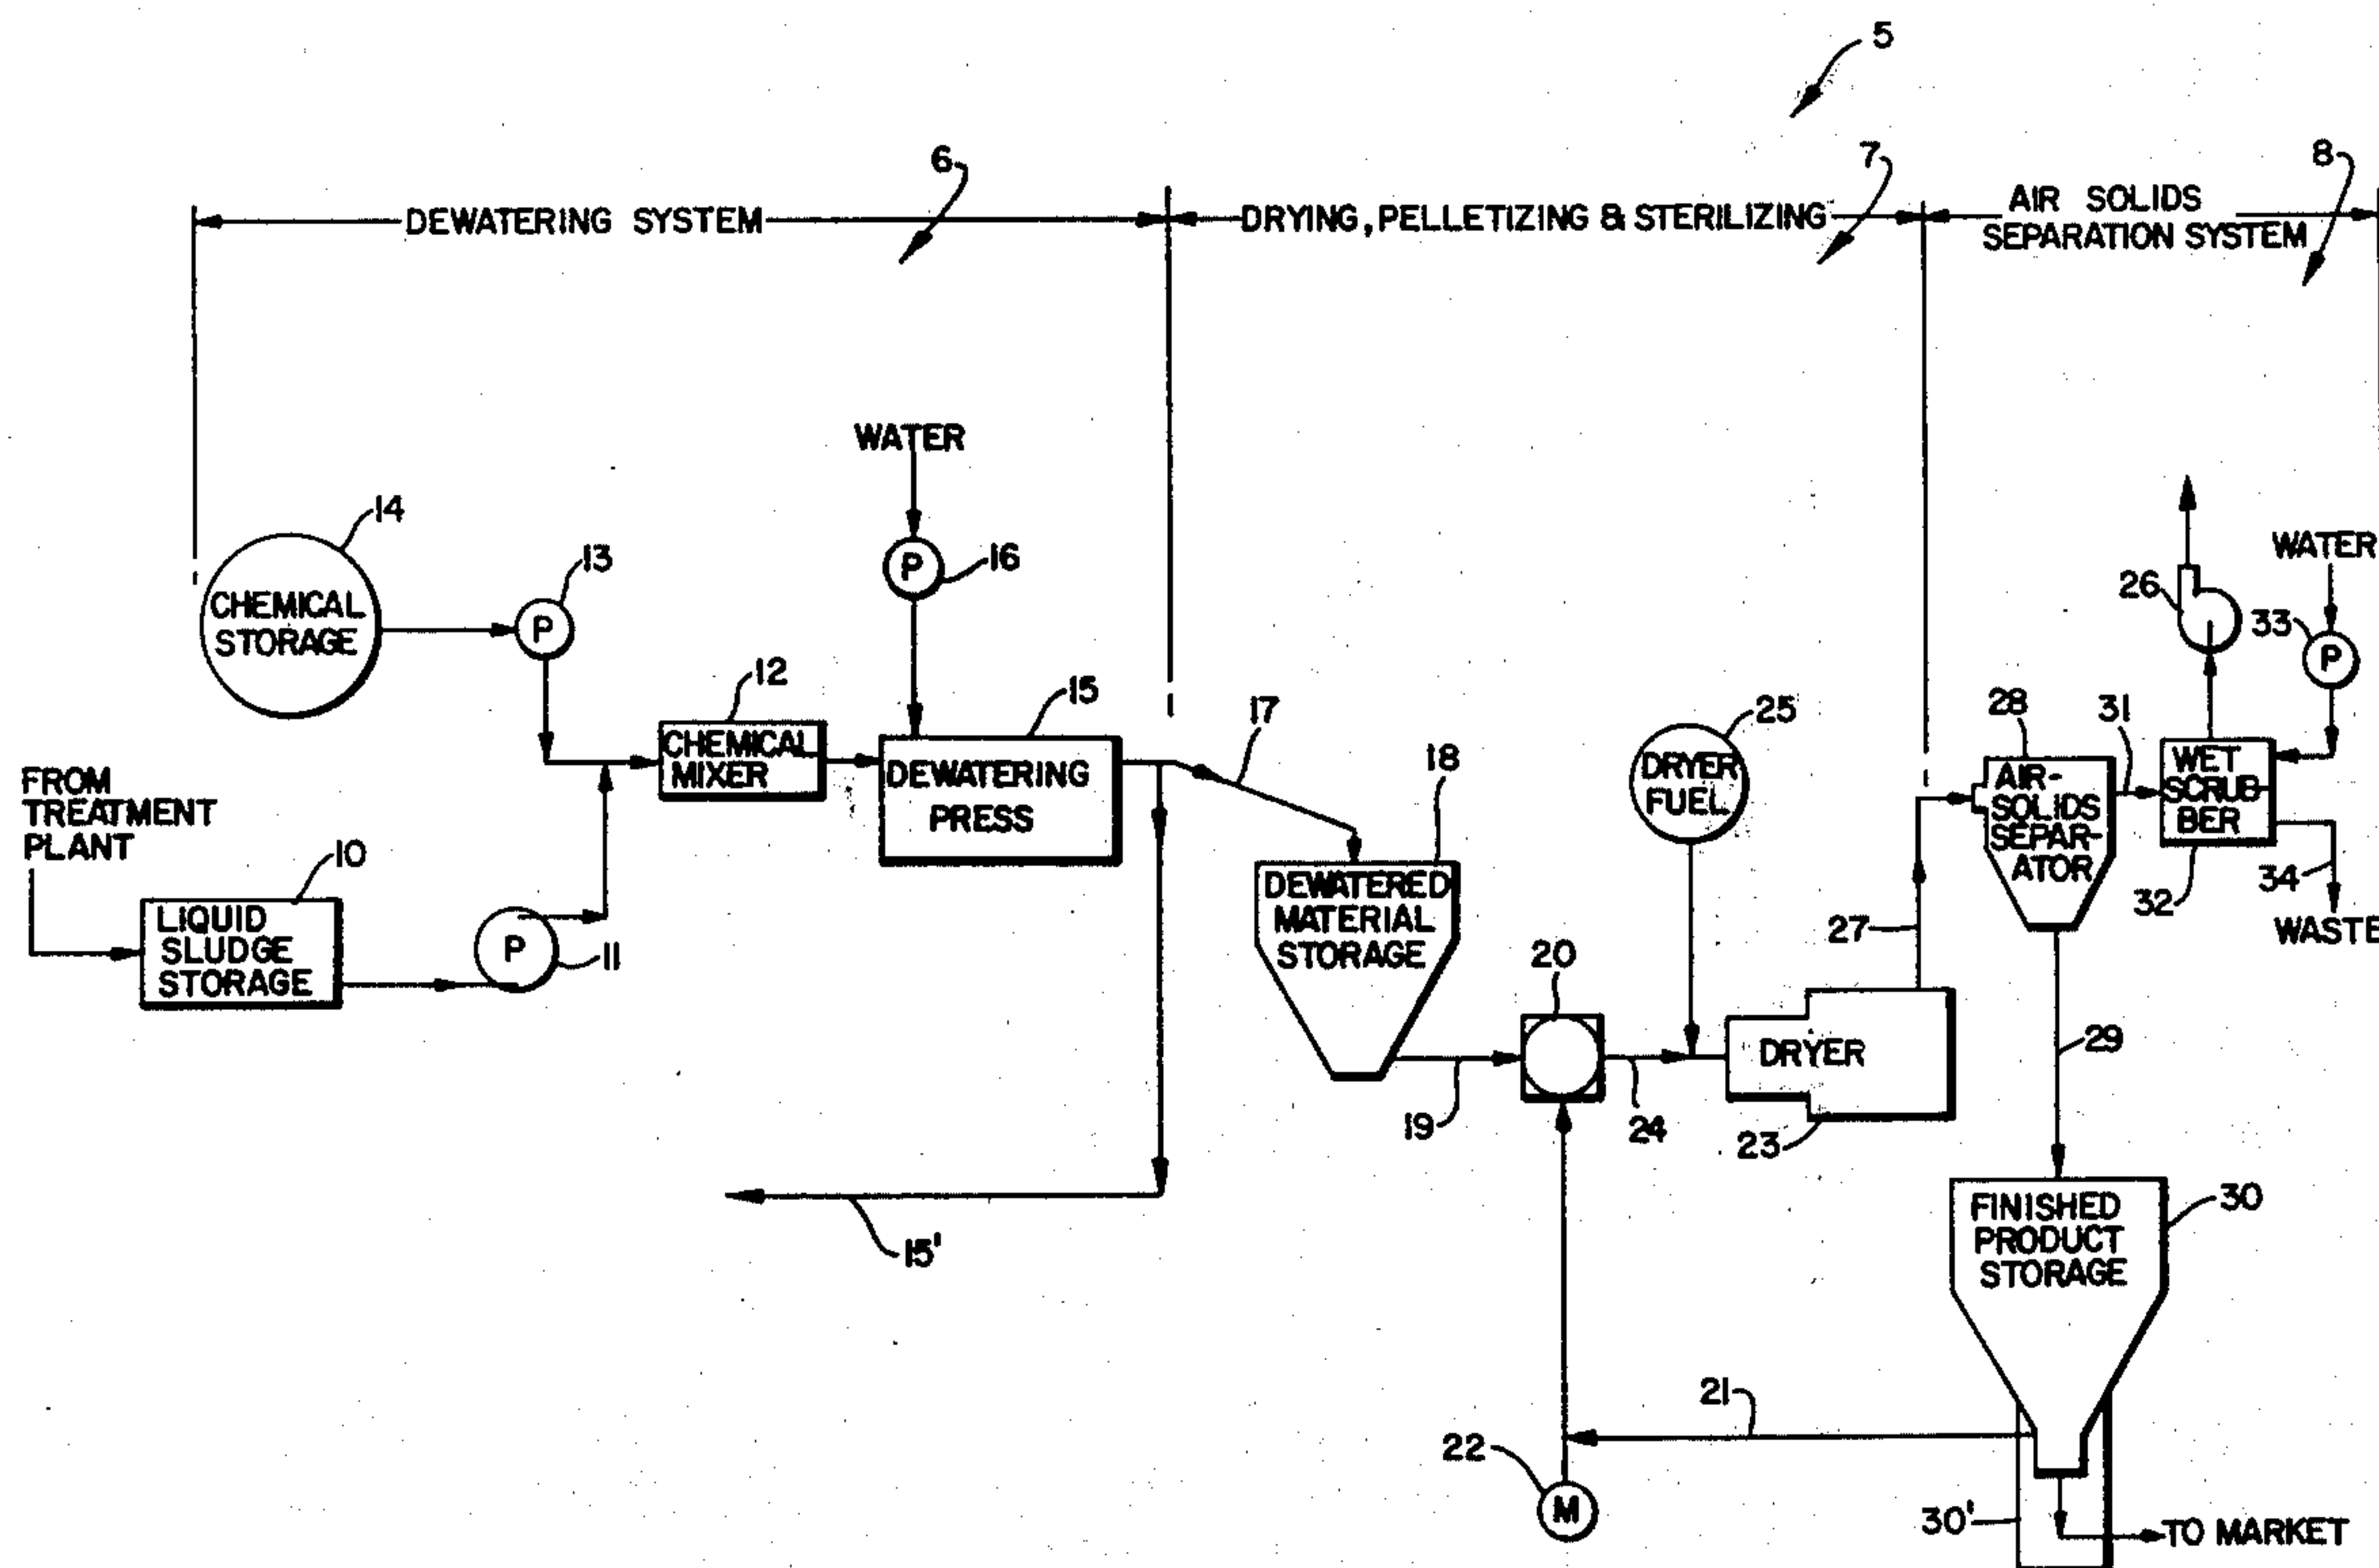 5
6
7
8
DEWATERING SYSTEM
DRYING, PELLETIZING & STERILIZING
AIR SOLIDS
SEPARATION SYSTEM
WATER
14
13
16
P
CHEMICAL
STORAGE
P
12
15
17
CHEMICAL
MIXER
DEWATERING
PRESS
FROM
TREATMENT
PLANT
10
LIQUID
SLUDGE
STORAGE
P
11
15'
18
DEWATERED
MATERIAL
STORAGE
19
20
25
DRYER
FUEL
24
DRYER
23
27
28
AIR-
SOLIDS
SEPAR-
ATOR
31
26
WATER
33
P
WET
SCRUB-
BER
32
34
WASTE
29
FINISHED
PRODUCT
STORAGE
30
21
22
M
30'
TO MARKET